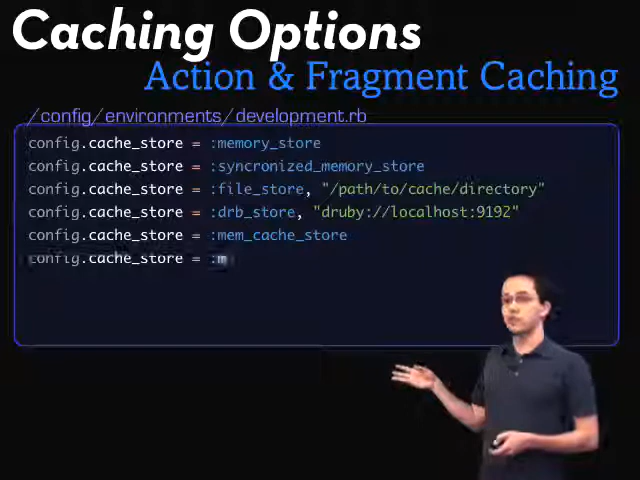 Caching Options
Action & Fragment Caching
/config/environments/development.rb
config.cache_store = :memory_store
config.cache_store = :syncronized_memory_store
config.cache_store = :file_store, "/path/to/cache/directory"
config.cache_store = :drb_store, "druby://localhost:9192"
config.cache_store = :mem_cache_store
config.cache_store = :m